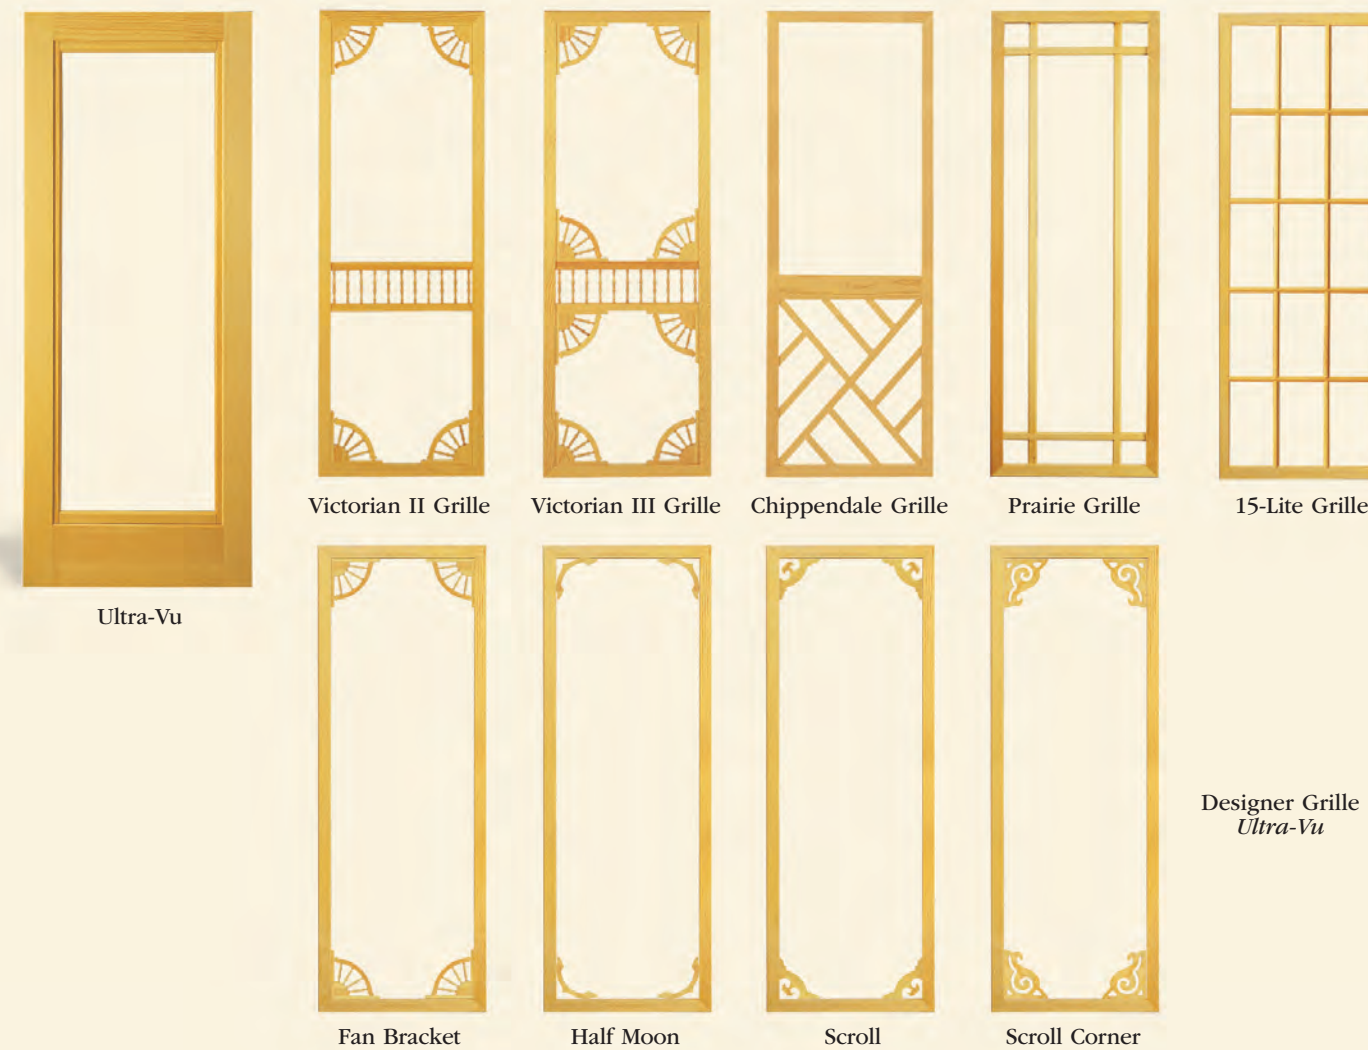 Victorian II Grille
Victorian III Grille
Chippendale Grille
Prairie Grille
15-Lite Grille
Ultra-Vu
Designer Grille
Ultra-Vu
Fan Bracket
Half Moon
Scroll
Scroll Corner